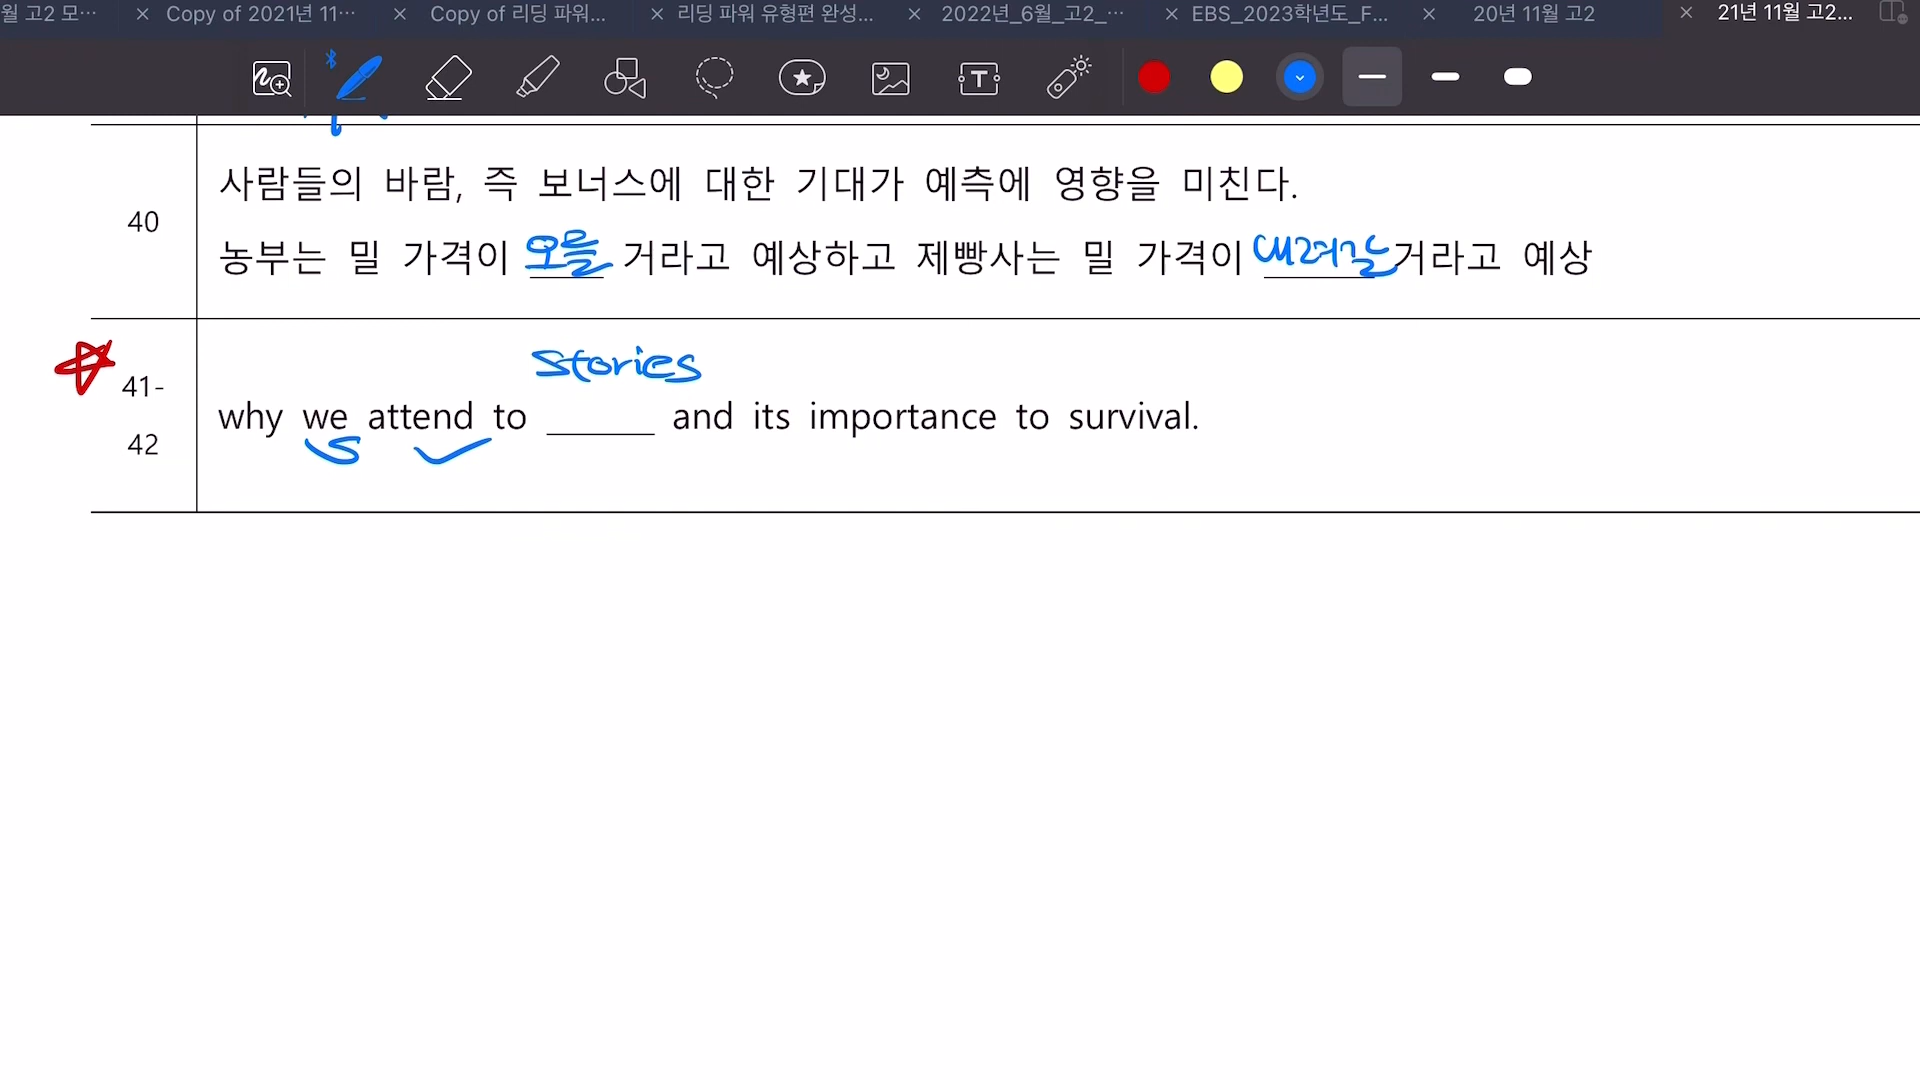 월 고2 모… × Copy of 2021년 11… × Copy of 리딩 파워... × 리딩 파워 유형편 완성... × 2022년_6월_고2_… × EBS_2023학년도_F... × 20년 11월 고2 × 21년 11월 고2...
40
사람들의 바람, 즉 보너스에 대한 기대가 예측에 영향을 미친다.
농부는 밀 가격이 오를 거라고 예상하고 제빵사는 밀 가격이 내려갈 거라고 예상
stories
41-
42
why we attend to ______ and its importance to survival.
S